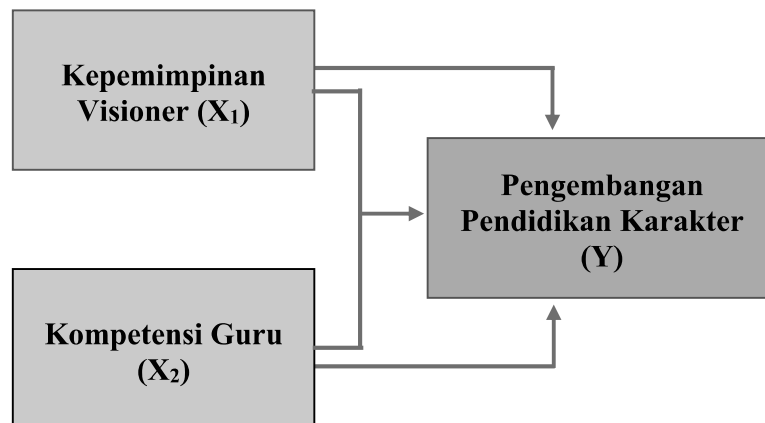 Kepemimpinan
Visioner (X₁)
Pengembangan
Pendidikan Karakter
(Y)
Kompetensi Guru
(X₂)